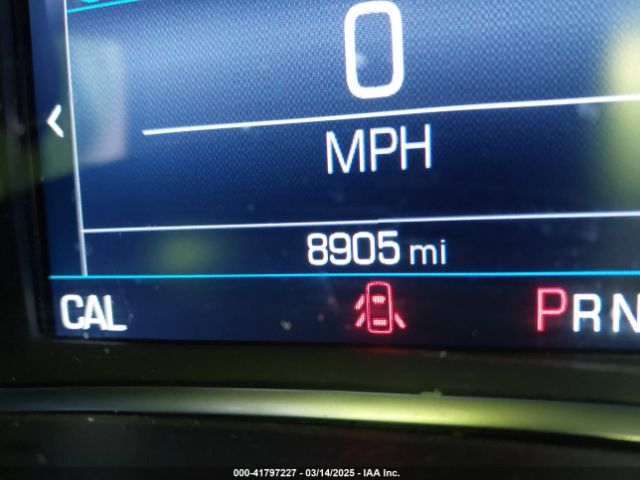 0
MPH
8905 mi
CAL PRN
000-41797227 - 03/14/2025 - IAA Inc.